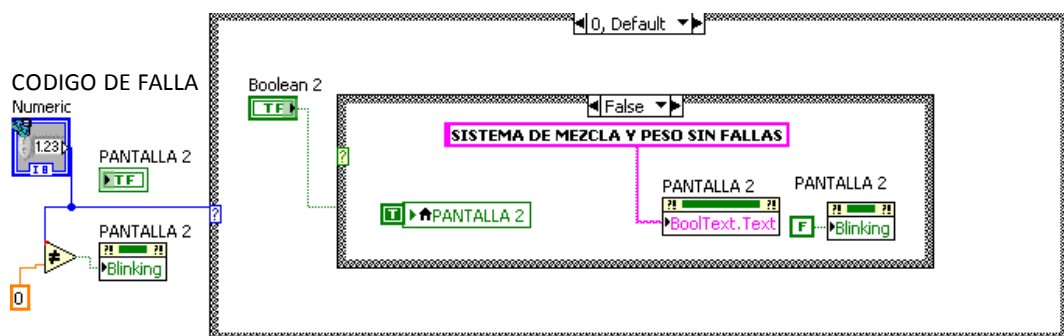 0, Default
CODIGO DE FALLA
Numeric
1.23
I8
PANTALLA 2
TF
PANTALLA 2
?! ?!
Blinking
0
?
Boolean 2
TF
?
False
SISTEMA DE MEZCLA Y PESO SIN FALLAS
T PANTALLA 2
PANTALLA 2
?! ?!
BoolText.Text
PANTALLA 2
?! ?!
F Blinking